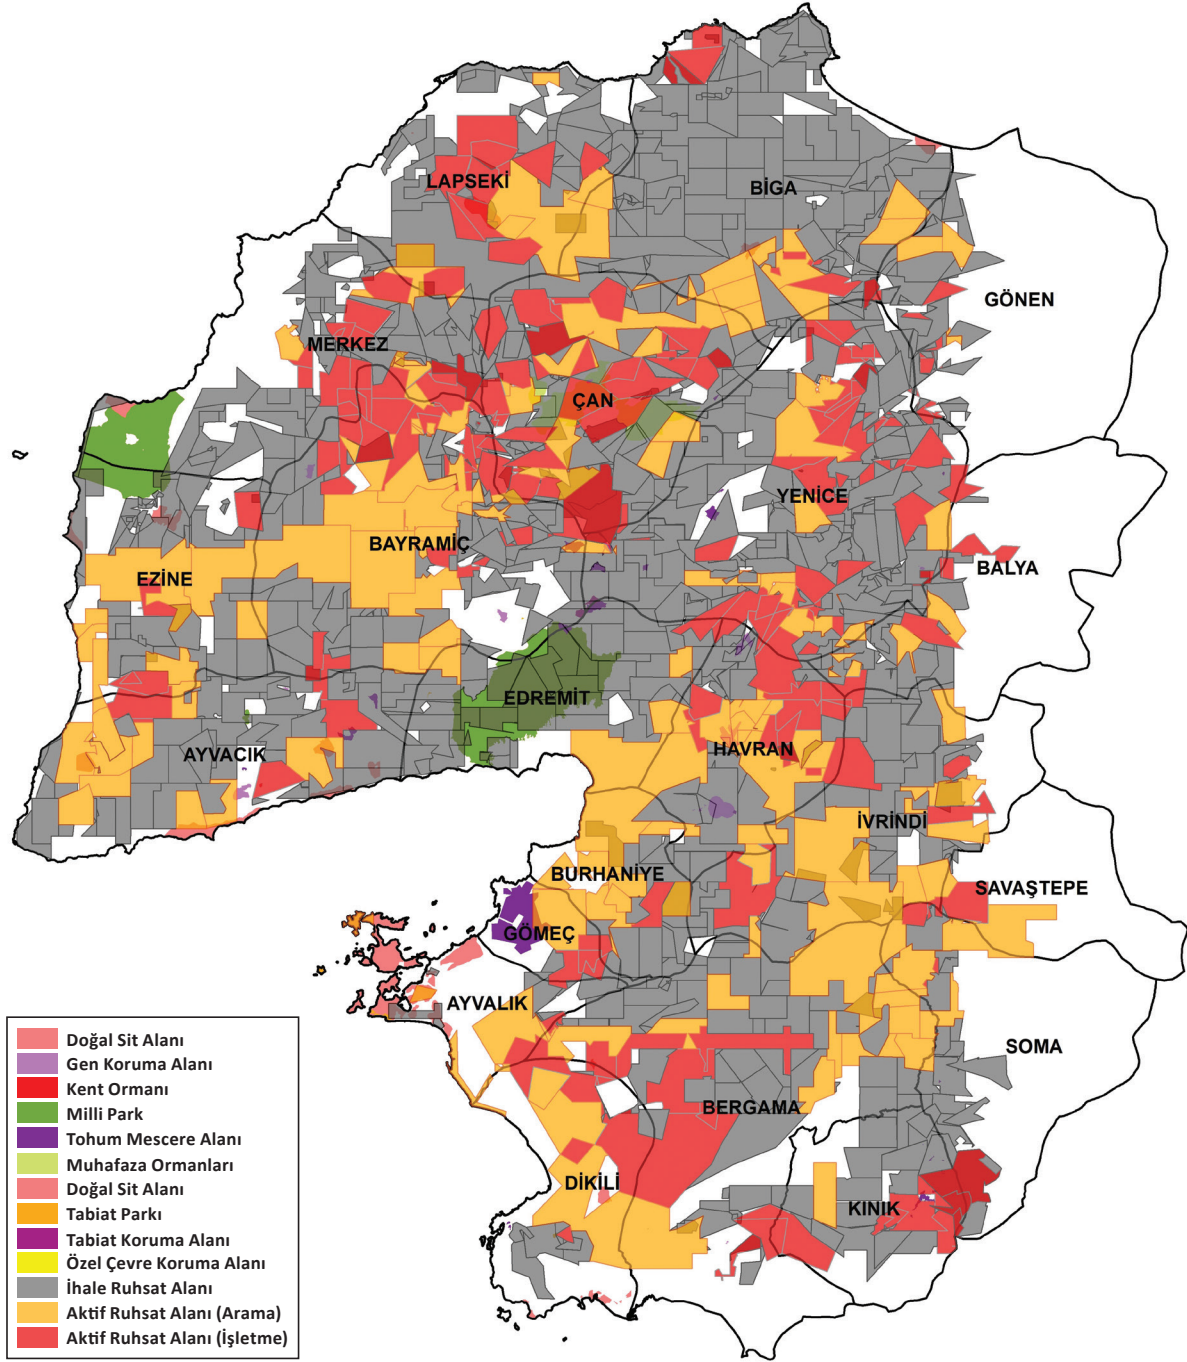 LAPSEKİ
BİGA
GÖNEN
MERKEZ
ÇAN
YENİCE
BAYRAMİÇ
BALYA
EZİNE
EDREMİT
HAVRAN
AYVACIK
İVRİNDİ
BURHANİYE
SAVAŞTEPE
GÖMEÇ
AYVALIK
SOMA
BERGAMA
DİKİLİ
KINIK
Doğal Sit Alanı
Gen Koruma Alanı
Kent Ormanı
Milli Park
Tohum Mescere Alanı
Muhafaza Ormanları
Doğal Sit Alanı
Tabiat Parkı
Tabiat Koruma Alanı
Özel Çevre Koruma Alanı
İhale Ruhsat Alanı
Aktif Ruhsat Alanı (Arama)
Aktif Ruhsat Alanı (İşletme)